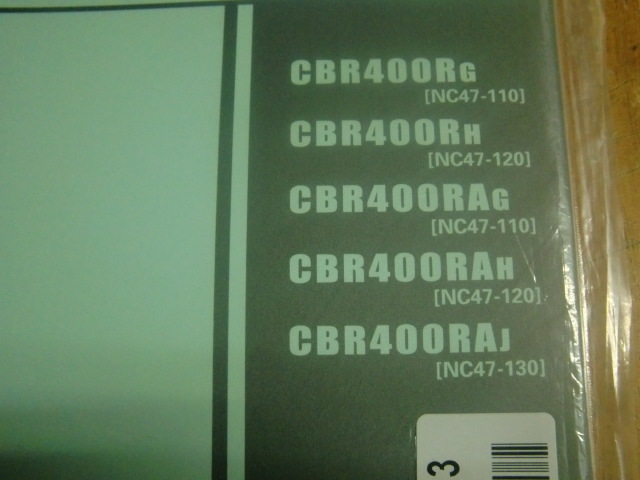 CBR400RG
[NC47-110]
CBR400RH
[NC47-120]
CBR400RAG
[NC47-110]
CBR400RAH
[NC47-120]
CBR400RAJ
[NC47-130]
3